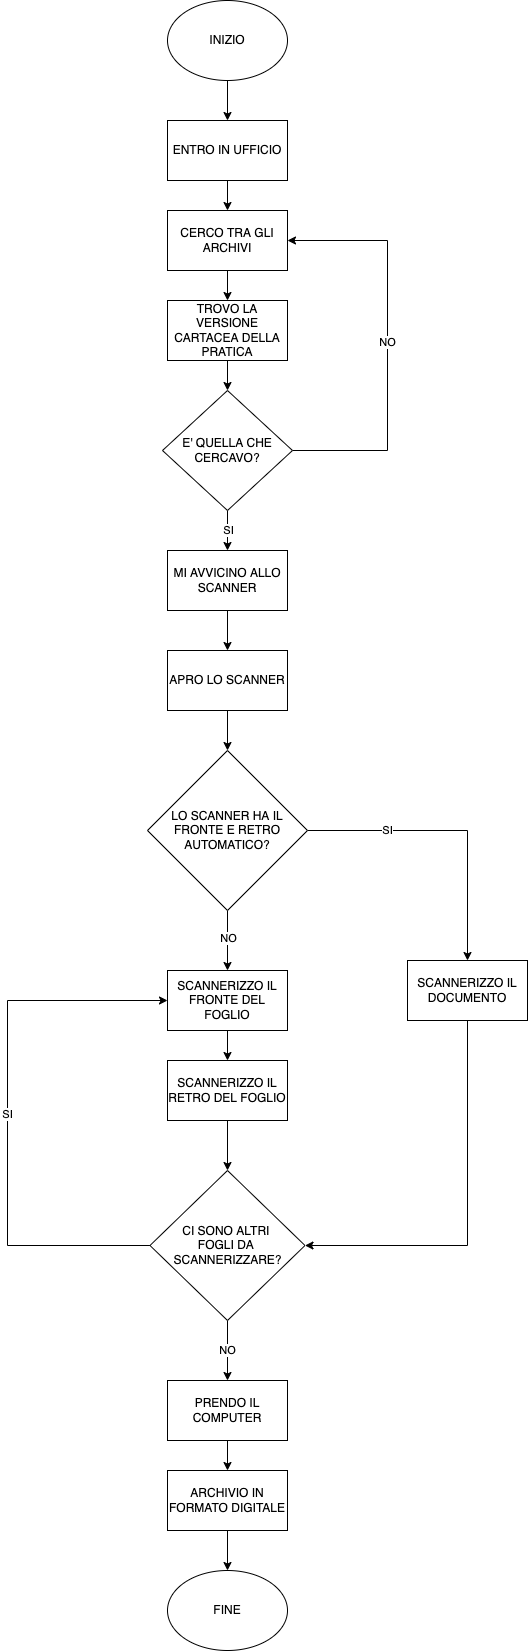 INIZIO
ENTRO IN UFFICIO
CERCO TRA GLI
ARCHIVI
TROVO LA
VERSIONE
CARTACEA DELLA
PRATICA
NO
E' QUELLA CHE
CERCAVO?
SI
MI AVVICINO ALLO
SCANNER
APRO LO SCANNER
LO SCANNER HA IL
FRONTE E RETRO
AUTOMATICO?
SI
NO
SCANNERIZZO IL
FRONTE DEL
FOGLIO
SCANNERIZZO IL
DOCUMENTO
SCANNERIZZO IL
RETRO DEL FOGLIO
SI
CI SONO ALTRI
FOGLI DA
SCANNERIZZARE?
NO
PRENDO IL
COMPUTER
ARCHIVIO IN
FORMATO DIGITALE
FINE